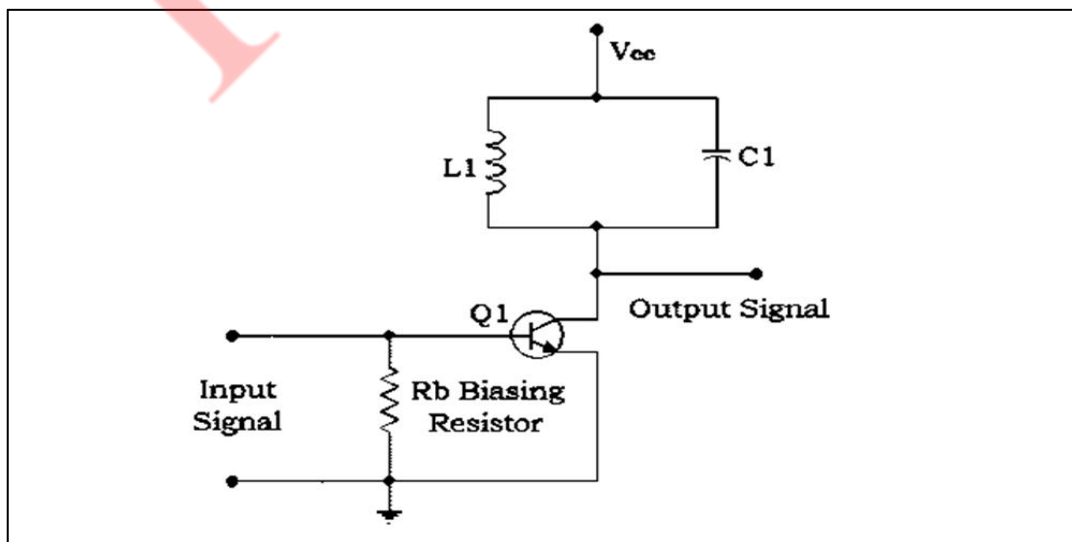 Vcc
L1
C1
Q1
Output Signal
Input
Signal
Rb Biasing
Resistor